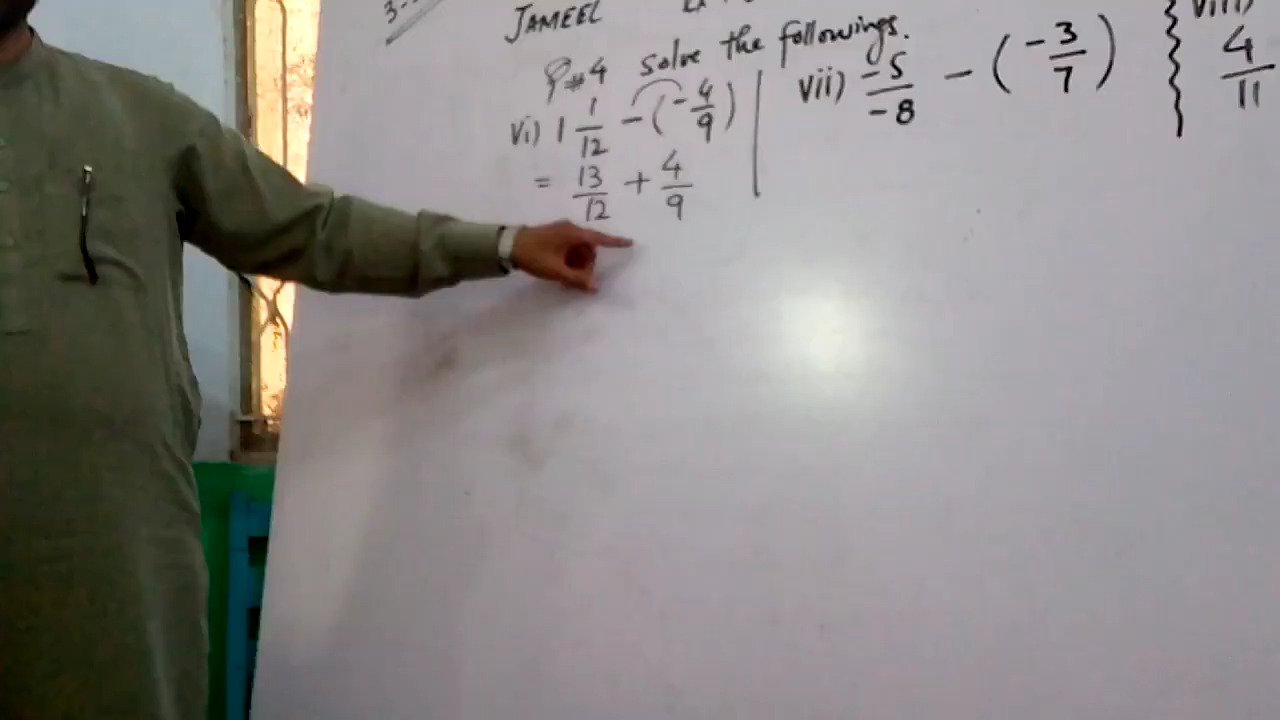 JAMEEL
Q#4 Solve the followings.
vi) 1 1/12 - (-4/9)
= 13/12 + 4/9
vii) -5/-8 - (-3/7)
viii)
4/11